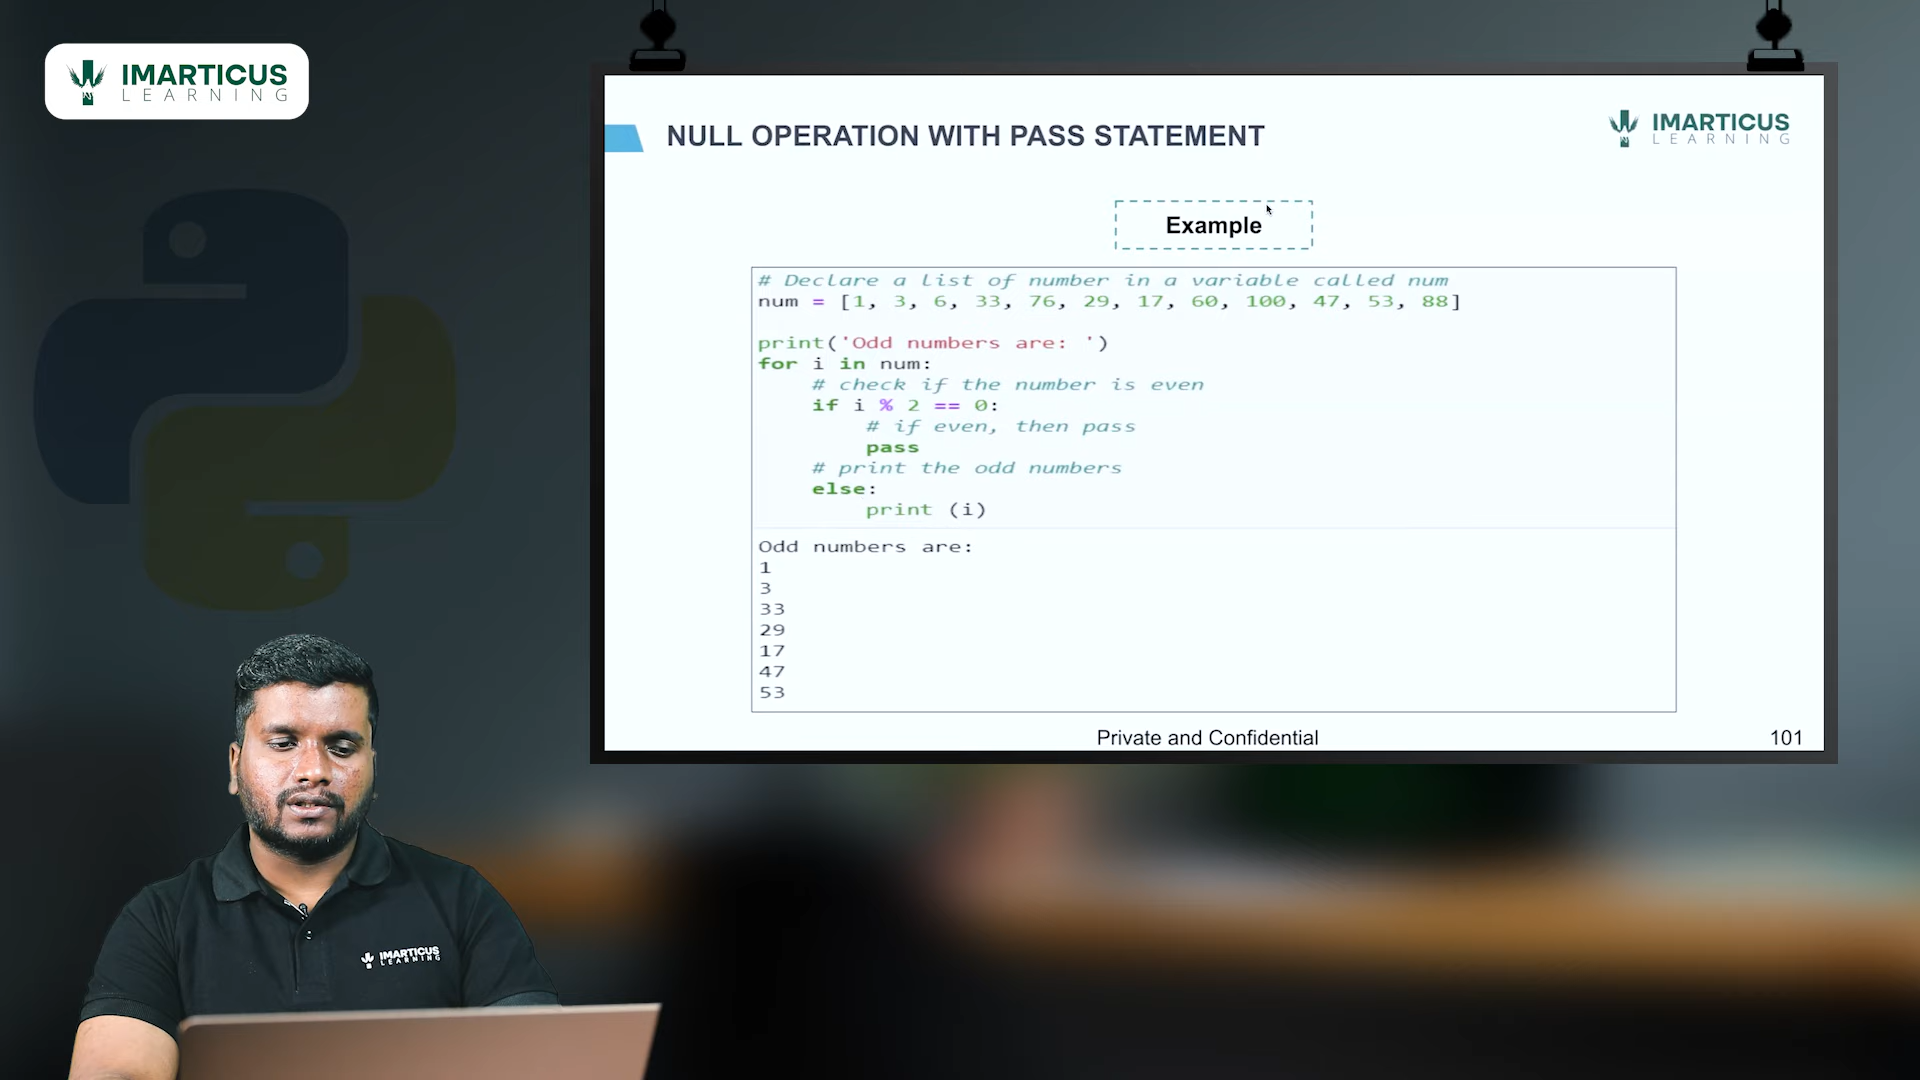 IMARTICUS
LEARNING
NULL OPERATION WITH PASS STATEMENT
IMARTICUS
LEARNING
Example
# Declare a list of number in a variable called num
num = [1, 3, 6, 33, 76, 29, 17, 60, 100, 47, 53, 88]
print('Odd numbers are: ')
for i in num:
# check if the number is even
if i % 2 == 0:
# if even, then pass
pass
# print the odd numbers
else:
print (i)
Odd numbers are:
1
3
33
29
17
47
53
Private and Confidential
101
IMARTICUS
LEARNING